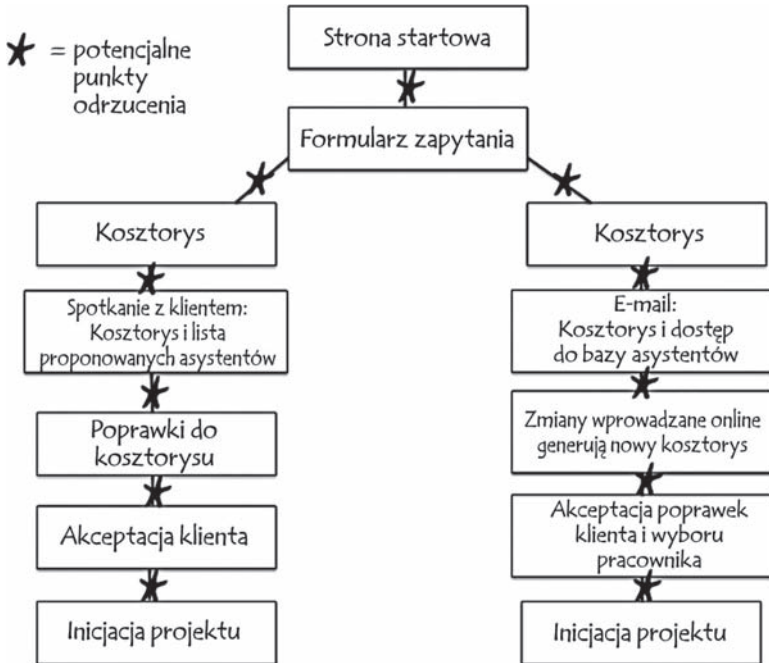 = potencjalne
punkty
odrzucenia
Strona startowa
Formularz zapytania
Kosztorys
Spotkanie z klientem:
Kosztorys i lista
proponowanych asystentów
Poprawki do
kosztorysu
Akceptacja klienta
Inicjacja projektu
Kosztorys
E-mail:
Kosztorys i dostęp
do bazy asystentów
Zmiany wprowadzane online
generują nowy kosztorys
Akceptacja poprawek
klienta i wyboru
pracownika
Inicjacja projektu